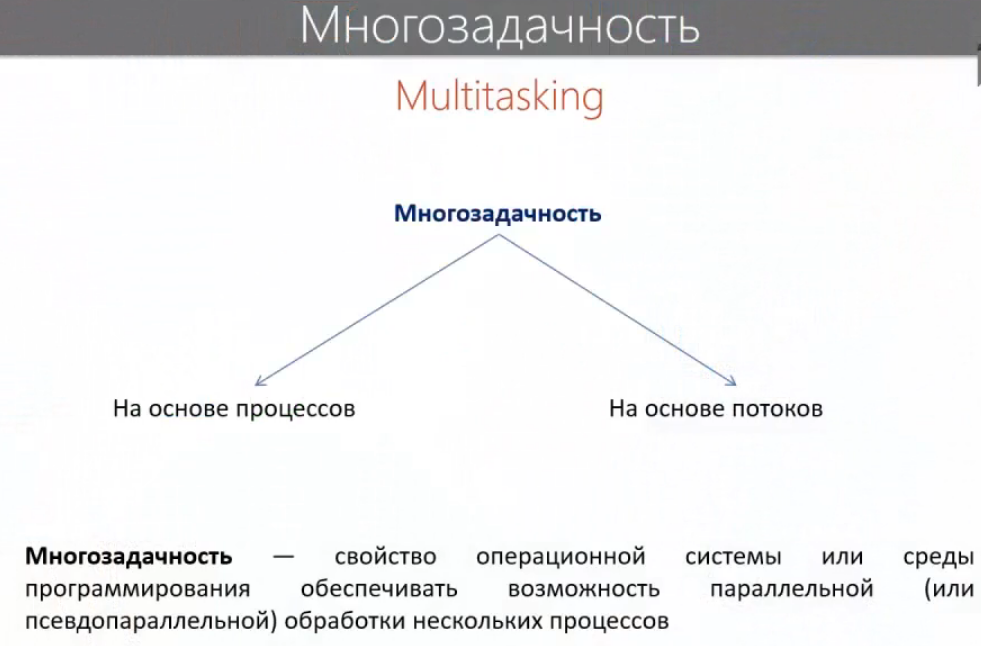 Многозадачность
Multitasking
Многозадачность
На основе процессов
На основе потоков
Многозадачность — свойство операционной системы или среды
программирования обеспечивать возможность параллельной (или
псевдопараллельной) обработки нескольких процессов